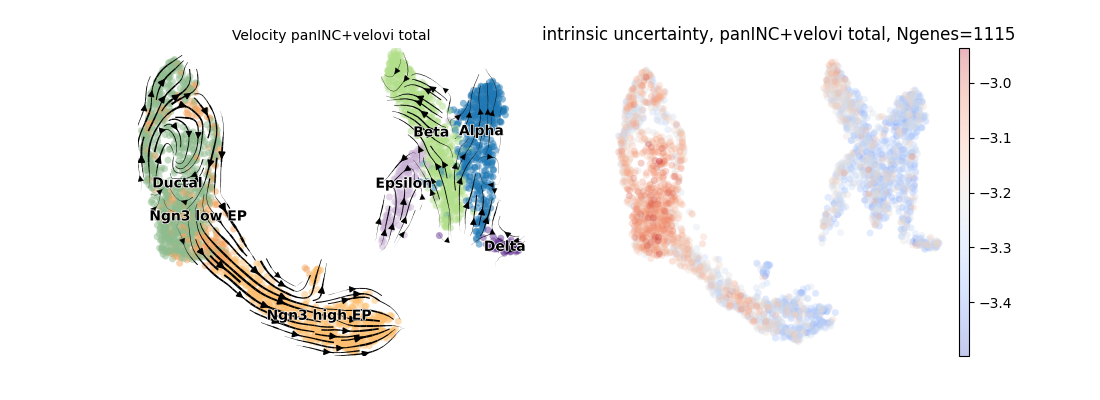 Velocity panINC+velovi total
Beta
Alpha
Ductal
Epsilon
Ngn3 low EP
Delta
Ngn3 high EP
intrinsic uncertainty, panINC+velovi total, Ngenes=1115
−3.0
−3.1
−3.2
−3.3
−3.4